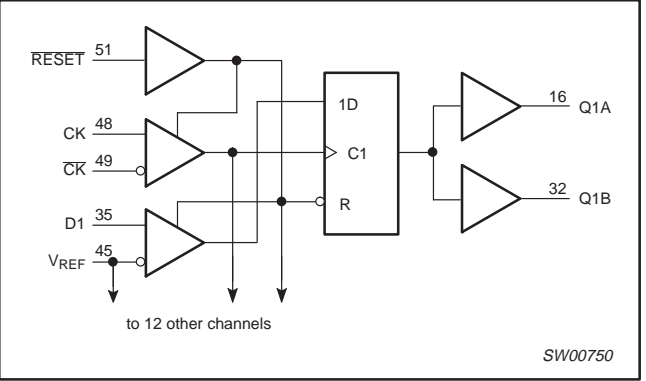 RESET 51
1D
16 Q1A
CK 48
CK 49
C1
R
32 Q1B
D1 35
VREF 45
to 12 other channels
SW00750